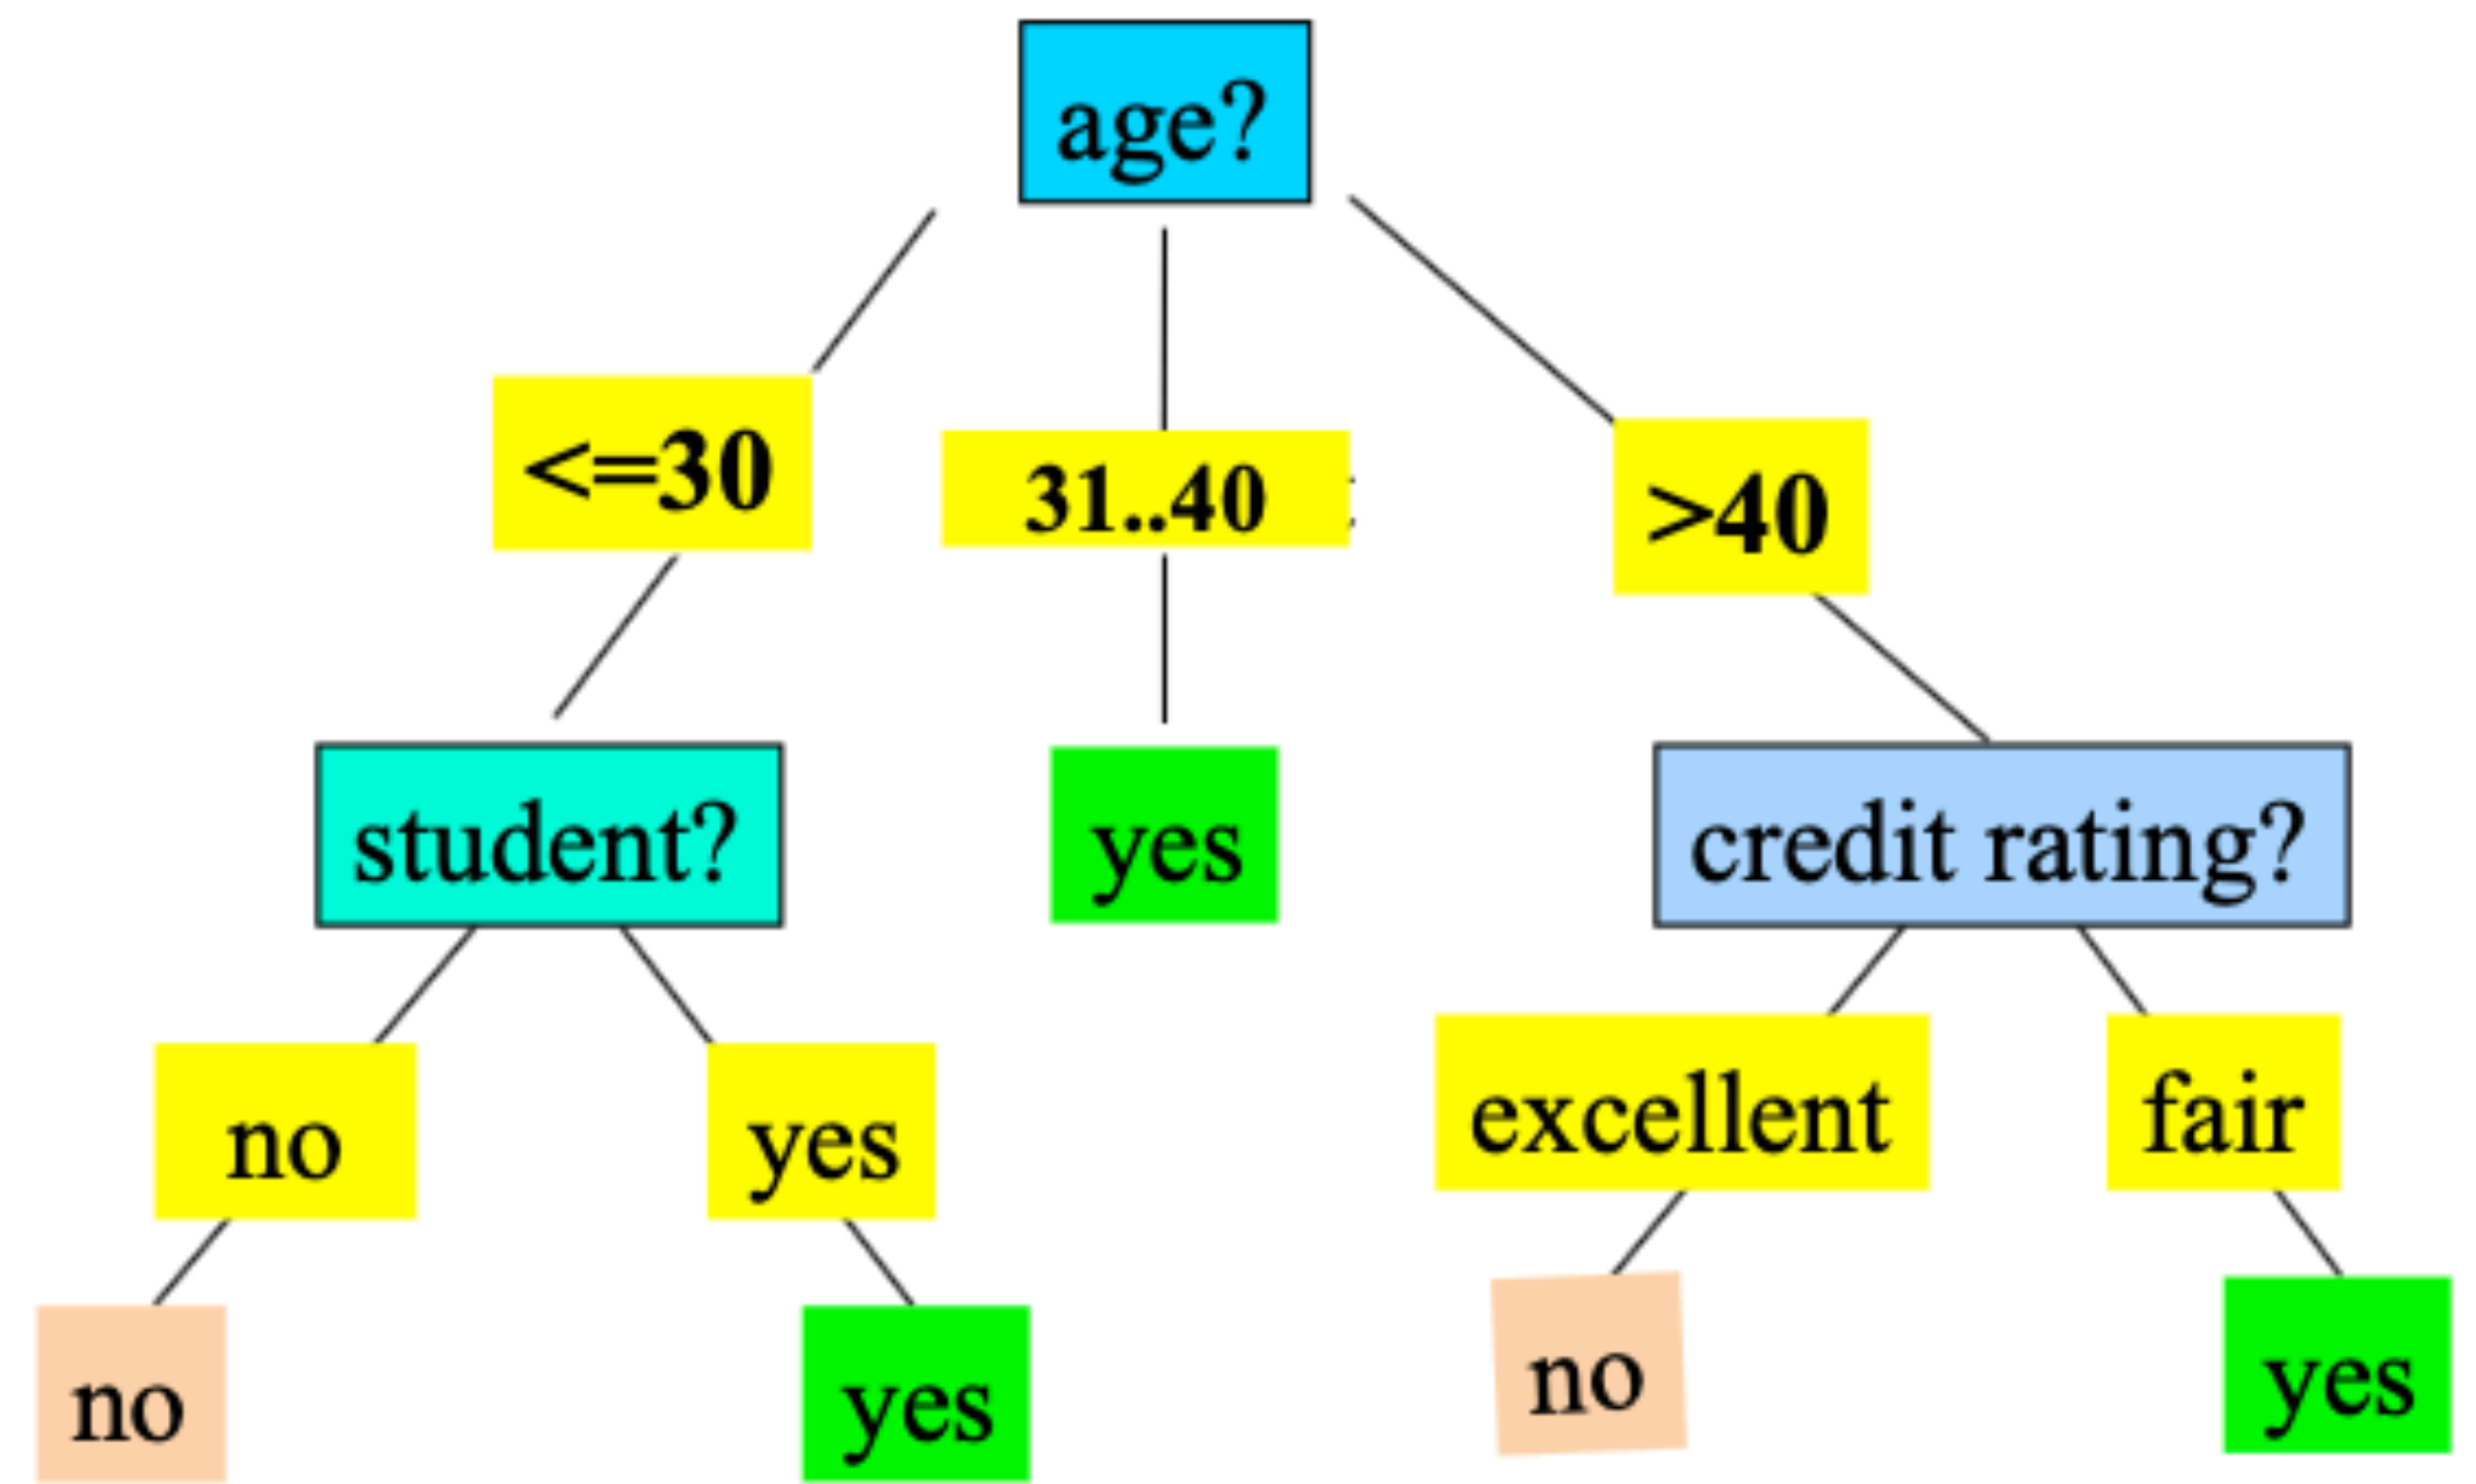 age?
<=30
31..40
>40
student?
yes
credit rating?
no
yes
excellent
fair
no
yes
no
yes